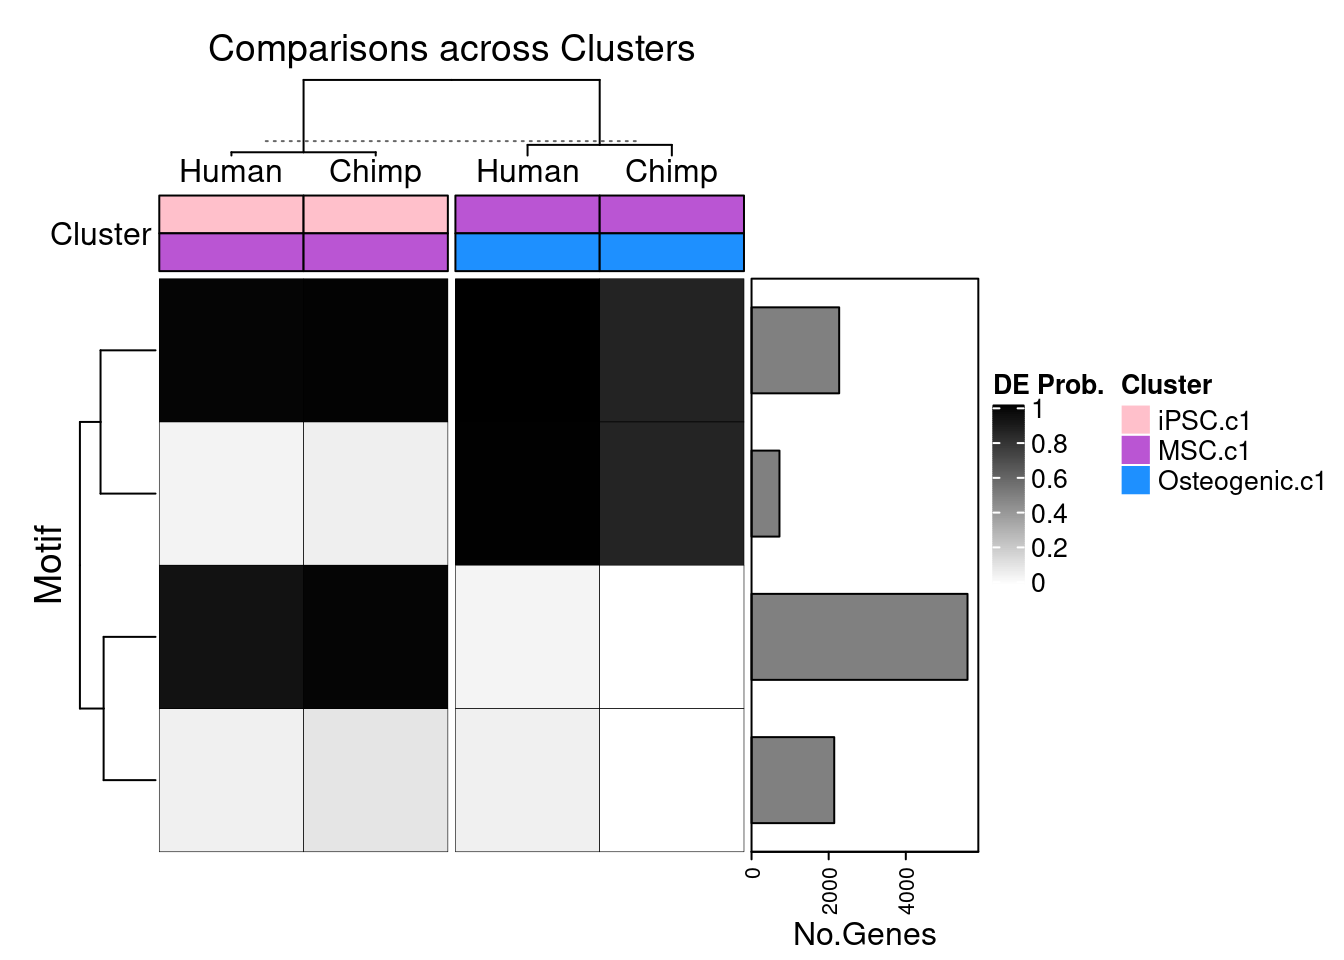 Comparisons across Clusters
Human Chimp Human Chimp
Cluster
Motif
DE Prob.
1
0.8
0.6
0.4
0.2
0
Cluster
iPSC.c1
MSC.c1
Osteogenic.c1
0 2000 4000
No.Genes